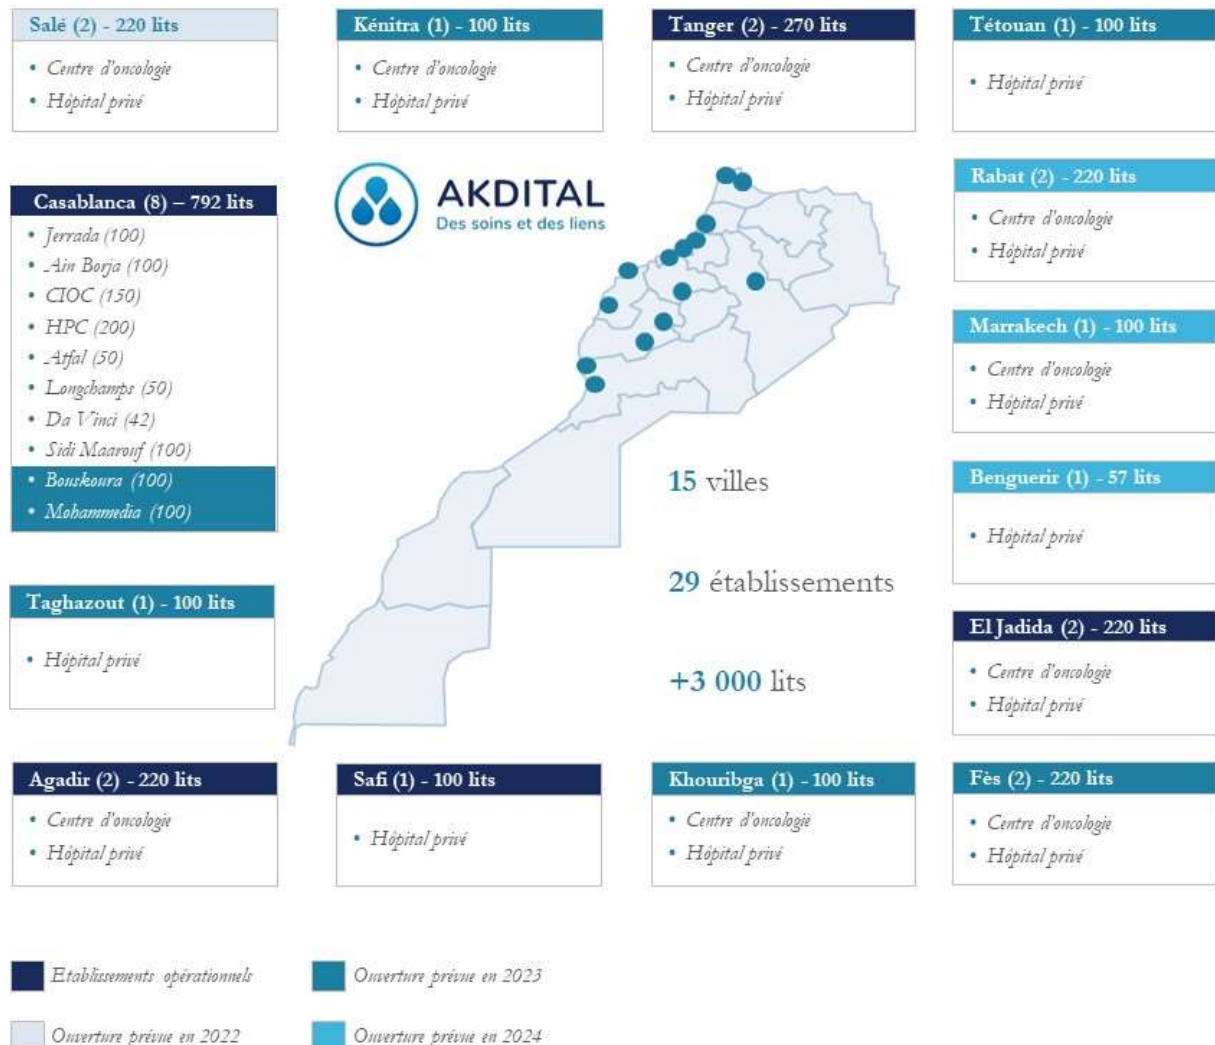 Salé (2) - 220 lits
• Centre d'oncologie
• Hôpital privé
Kénitra (1) - 100 lits
• Centre d'oncologie
• Hôpital privé
Tanger (2) - 270 lits
• Centre d'oncologie
• Hôpital privé
Tétouan (1) - 100 lits
• Hôpital privé
Casablanca (8) – 792 lits
• Jerrada (100)
• Ain Borja (100)
• CIOC (150)
• HPC (200)
• Atfal (50)
• Longchamps (50)
• Da Vinci (42)
• Sidi Maarouf (100)
• Bouskoura (100)
• Mohammedia (100)
AKDITAL
Des soins et des liens
Rabat (2) - 220 lits
• Centre d'oncologie
• Hôpital privé
Marrakech (1) - 100 lits
• Centre d'oncologie
• Hôpital privé
15 villes
29 établissements
+3 000 lits
Benguerir (1) - 57 lits
• Hôpital privé
Taghazout (1) - 100 lits
• Hôpital privé
El Jadida (2) - 220 lits
• Centre d'oncologie
• Hôpital privé
Agadir (2) - 220 lits
• Centre d'oncologie
• Hôpital privé
Safi (1) - 100 lits
• Hôpital privé
Khouribga (1) - 100 lits
• Centre d'oncologie
• Hôpital privé
Fès (2) - 220 lits
• Centre d'oncologie
• Hôpital privé
Etablissements opérationnels
Ouverture prévue en 2023
Ouverture prévue en 2022
Ouverture prévue en 2024